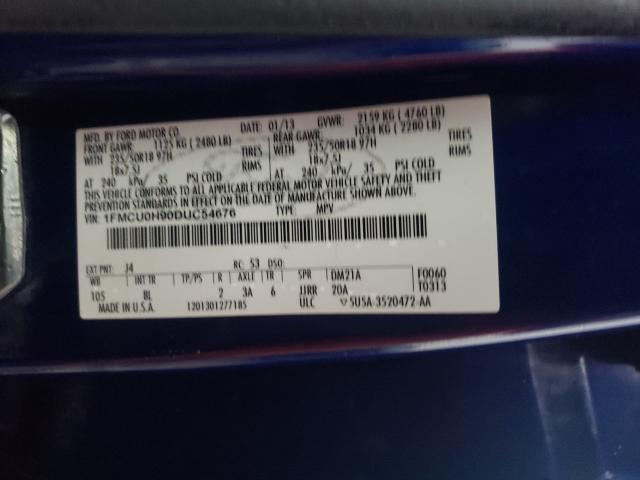 MFD. BY FORD MOTOR CO.
DATE: 01/13 GVWR: 2159 KG ( 4760 LB)
FRONT GAWR: 1125 KG ( 2480 LB) REAR GAWR: 1034 KG ( 2280 LB)
WITH 235/50R18 97H TIRES WITH 235/50R18 97H TIRES
18x7.5J RIMS 18x7.5J RIMS
AT 240 kPa/ 35 PSI COLD AT 240 kPa/ 35 PSI COLD
THIS VEHICLE CONFORMS TO ALL APPLICABLE FEDERAL MOTOR VEHICLE SAFETY AND THEFT
PREVENTION STANDARDS IN EFFECT ON THE DATE OF MANUFACTURE SHOWN ABOVE.
VIN: 1FMCU0H90DUC54676 TYPE MPV
EXT PNT: J4 RC: 53 DSO:
WB INT TR TP/PS R AXLE TR SPR DM21A F0060
105 BL 2 3A 6 JJRR 20A T0313
MADE IN U.S.A. 1201301277185 ULC 5U5A-3520472-AA